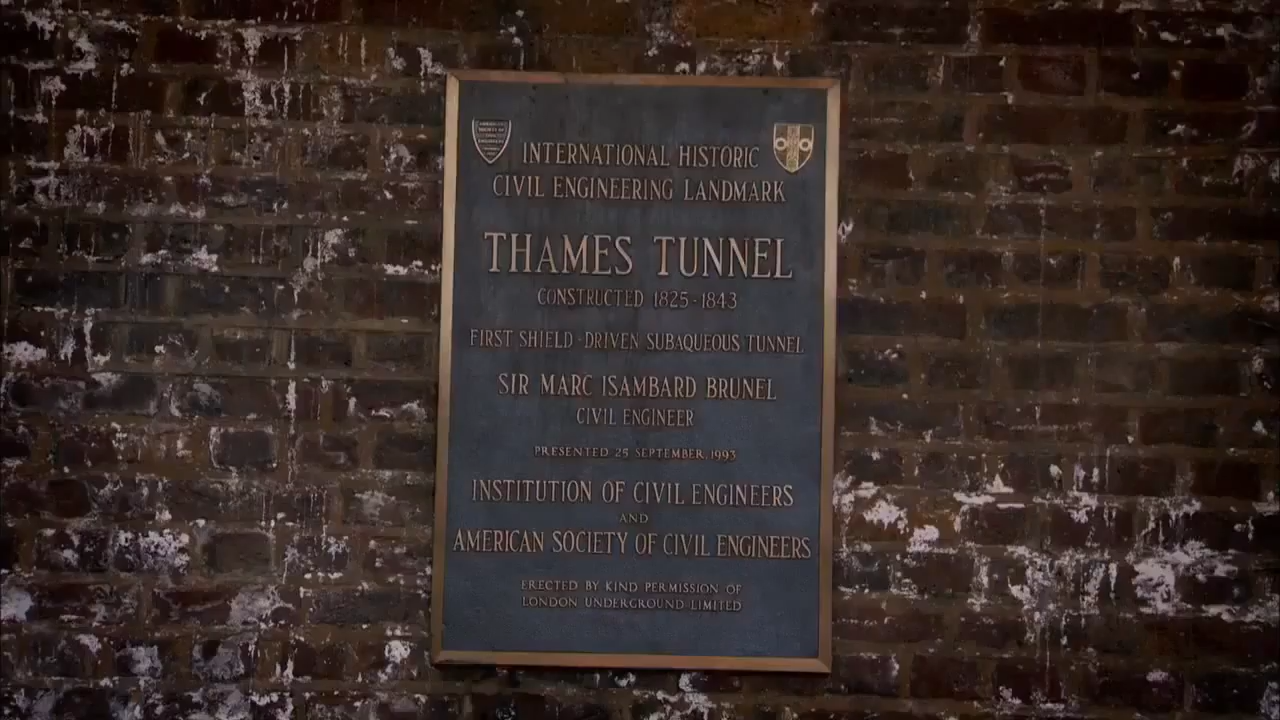 INTERNATIONAL HISTORIC
CIVIL ENGINEERING LANDMARK
THAMES TUNNEL
CONSTRUCTED 1825-1843
FIRST SHIELD-DRIVEN SUBAQUEOUS TUNNEL
SIR MARC ISAMBARD BRUNEL
CIVIL ENGINEER
PRESENTED 25 SEPTEMBER, 1993
INSTITUTION OF CIVIL ENGINEERS
AND
AMERICAN SOCIETY OF CIVIL ENGINEERS
ERECTED BY KIND PERMISSION OF
LONDON UNDERGROUND LIMITED